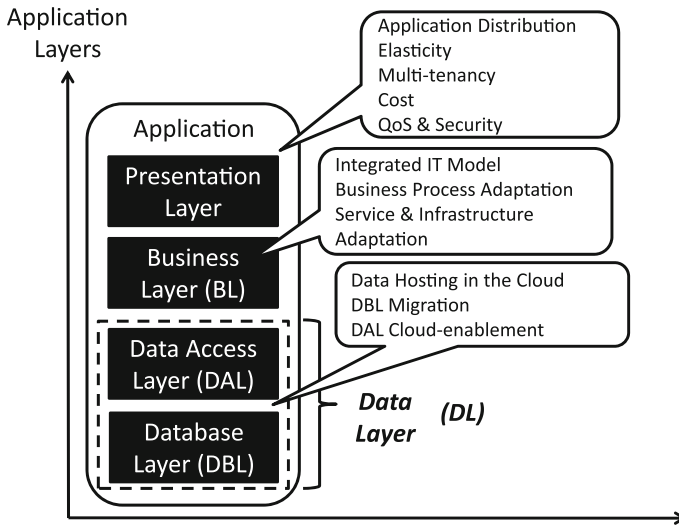 Application
Layers
Application Distribution
Elasticity
Multi-tenancy
Cost
QoS & Security
Application
Presentation
Layer
Integrated IT Model
Business Process Adaptation
Service & Infrastructure
Adaptation
Business
Layer (BL)
Data Hosting in the Cloud
DBL Migration
DAL Cloud-enablement
Data Access
Layer (DAL)
Data
Layer
(DL)
Database
Layer (DBL)